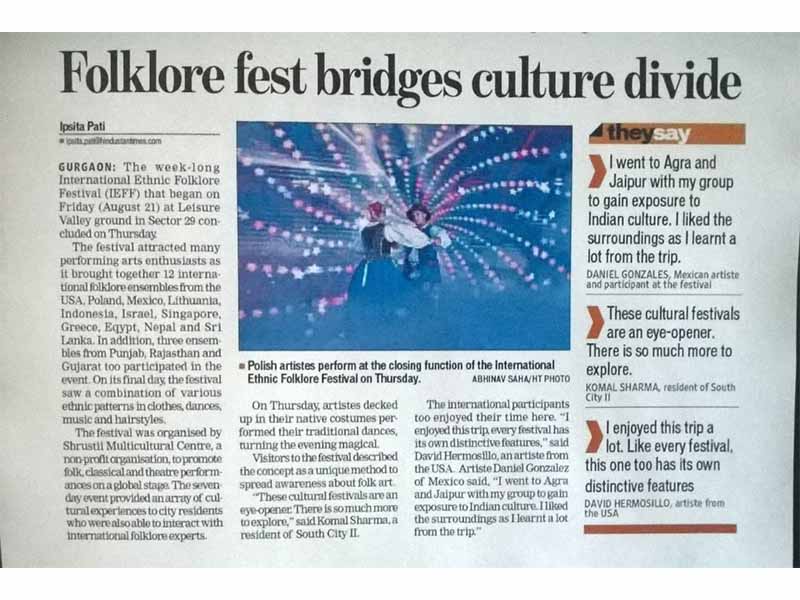 Folklore fest bridges culture divide
Ipsita Pati
ipsita.pati@hindustantimes.com
GURGAON: The week-long
International Ethnic Folklore
Festival (IEFF) that began on
Friday (August 21) at Leisure
Valley ground in Sector 29 con-
cluded on Thursday.
The festival attracted many
performing arts enthusiasts as
it brought together 12 interna-
tional folklore ensembles from the
USA, Poland, Mexico, Lithuania,
Indonesia, Israel, Singapore,
Greece, Eqypt, Nepal and Sri
Lanka. In addition, three ensem-
bles from Punjab, Rajasthan and
Gujarat too participated in the
event. On its final day, the festival
saw a combination of various
ethnic patterns in clothes, dances,
music and hairstyles.
The festival was organised by
Shrustii Multicultural Centre, a
non-profit organisation, to promote
folk, classical and theatre perform-
ances on a global stage. The seven-
day event provided an array of cul-
tural experiences to city residents
who were also able to interact with
international folklore experts.
Polish artistes perform at the closing function of the International
Ethnic Folklore Festival on Thursday. ABHINAV SAHA/HT PHOTO
On Thursday, artistes decked
up in their native costumes per-
formed their traditional dances,
turning the evening magical.
Visitors to the festival described
the concept as a unique method to
spread awareness about folk art.
"These cultural festivals are an
eye-opener. There is so much more
to explore," said Komal Sharma, a
resident of South City II.
The international participants
too enjoyed their time here. "I
enjoyed this trip, every festival has
its own distinctive features," said
David Hermosillo, an artiste from
the USA. Artiste Daniel Gonzalez
of Mexico said, "I went to Agra
and Jaipur with my group to gain
exposure to Indian culture. I liked
the surroundings as I learnt a lot
from the trip."
theysay
I went to Agra and
Jaipur with my group
to gain exposure to
Indian culture. I liked the
surroundings as I learnt a
lot from the trip.
DANIEL GONZALES, Mexican artiste
and participant at the festival
These cultural festivals
are an eye-opener.
There is so much more to
explore.
KOMAL SHARMA, resident of South
City II
I enjoyed this trip a
lot. Like every festival,
this one too has its own
distinctive features
DAVID HERMOSILLO, artiste from
the USA